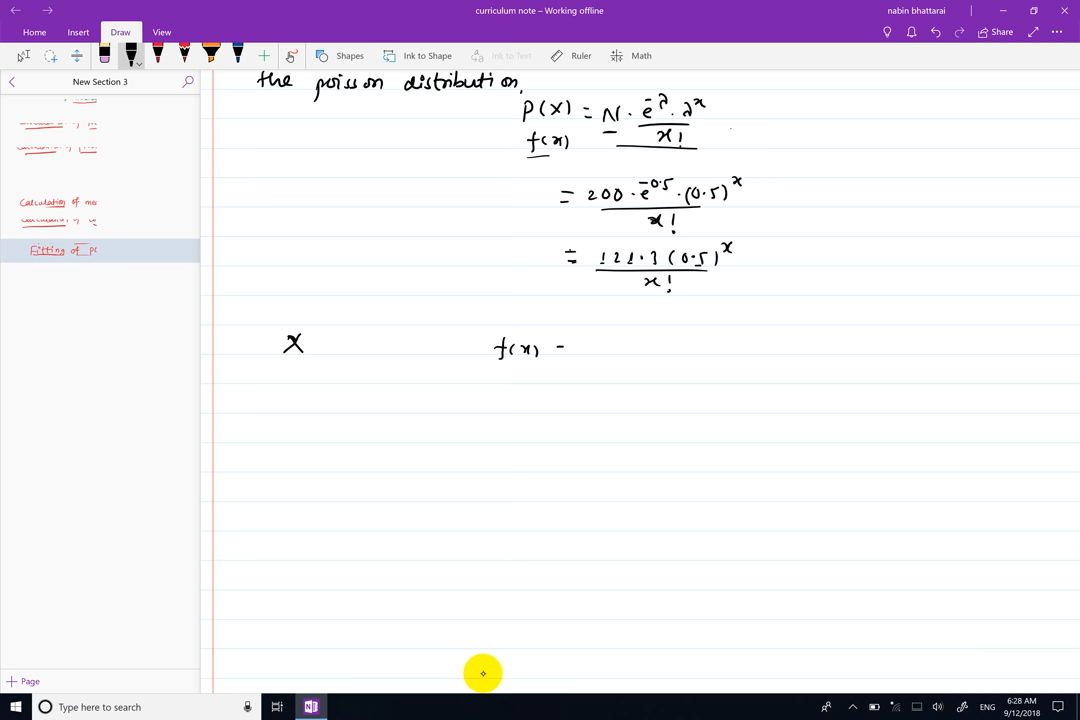 curriculum note – Working offline
nabin bhattarai
Home Insert Draw View
Share
Shapes Ink to Shape Ink to Text Ruler Math
New Section 3
Calculation of me
Fitting of po
the poisson distribution.
P(X) = N · e^-λ · λ^x / x!
f(x)
= 200 · e^-0.5 · (0.5)^x / x!
= 121.3 (0.5)^x / x!
X f(x) =
+ Page
Type here to search
ENG
6:28 AM
9/12/2018